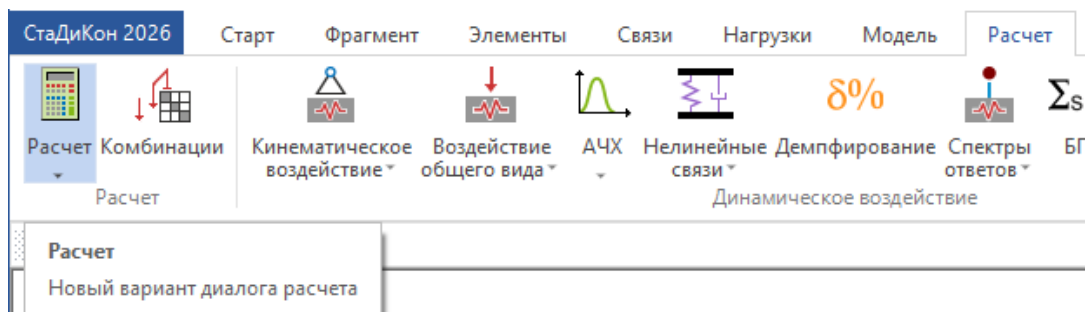 СтаДиКон 2026 Старт Фрагмент Элементы Связи Нагрузки Модель Расчет
δ% Σs
Расчет Комбинации Кинематическое воздействие Воздействие общего вида АЧХ Нелинейные связи Демпфирование Спектры ответов
Расчет Динамическое воздействие
Расчет
Новый вариант диалога расчета